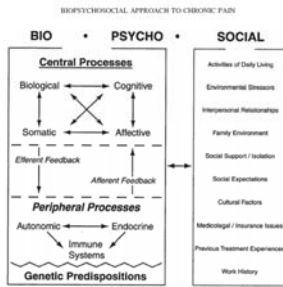 BIOPSYCHOSOCIAL APPROACH TO CHRONIC PAIN
BIO • PSYCHO • SOCIAL
Central Processes
Biological Cognitive
Somatic Affective
Efferent Feedback
Afferent Feedback
Peripheral Processes
Autonomic Endocrine
Immune
Systems
Genetic Predispositions
Activities of Daily Living
Environmental Stressors
Interpersonal Relationships
Family Environment
Social Support / Isolation
Social Expectations
Cultural Factors
Medicolegal / Insurance Issues
Previous Treatment Experiences
Work History